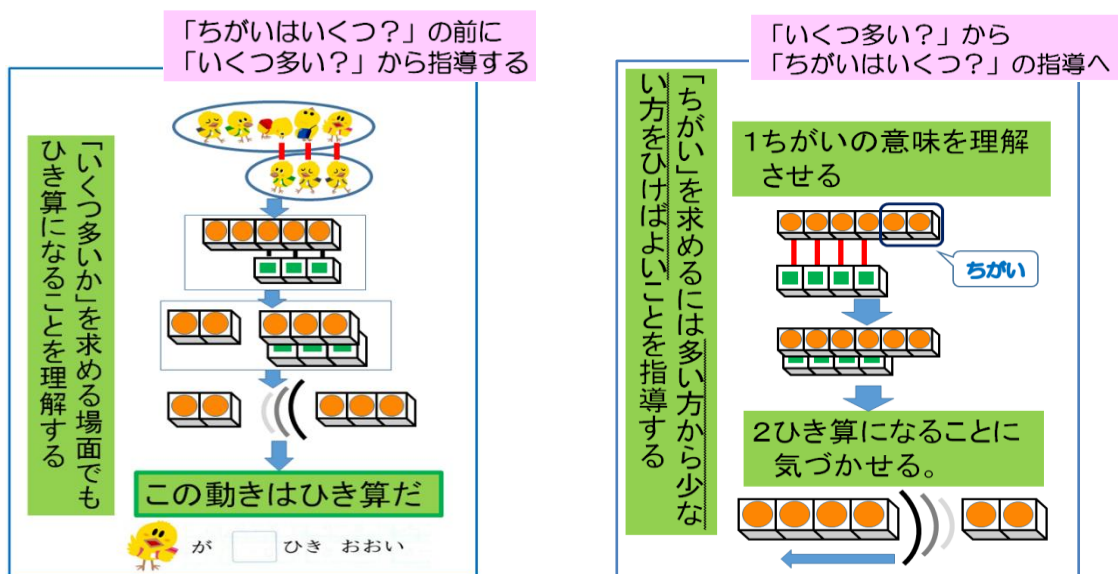 「ちがいはいくつ？」の前に
「いくつ多い？」から指導する
「いくつ多いか」を求める場面でも
ひき算になることを理解する
この動きはひき算だ
が ひき おおい
「いくつ多い？」から
「ちがいはいくつ？」の指導へ
「ちがい」を求めるには多い方から少な
い方をひけばよいことを指導する
1ちがいの意味を理解
させる
ちがい
2ひき算になることに
気づかせる。